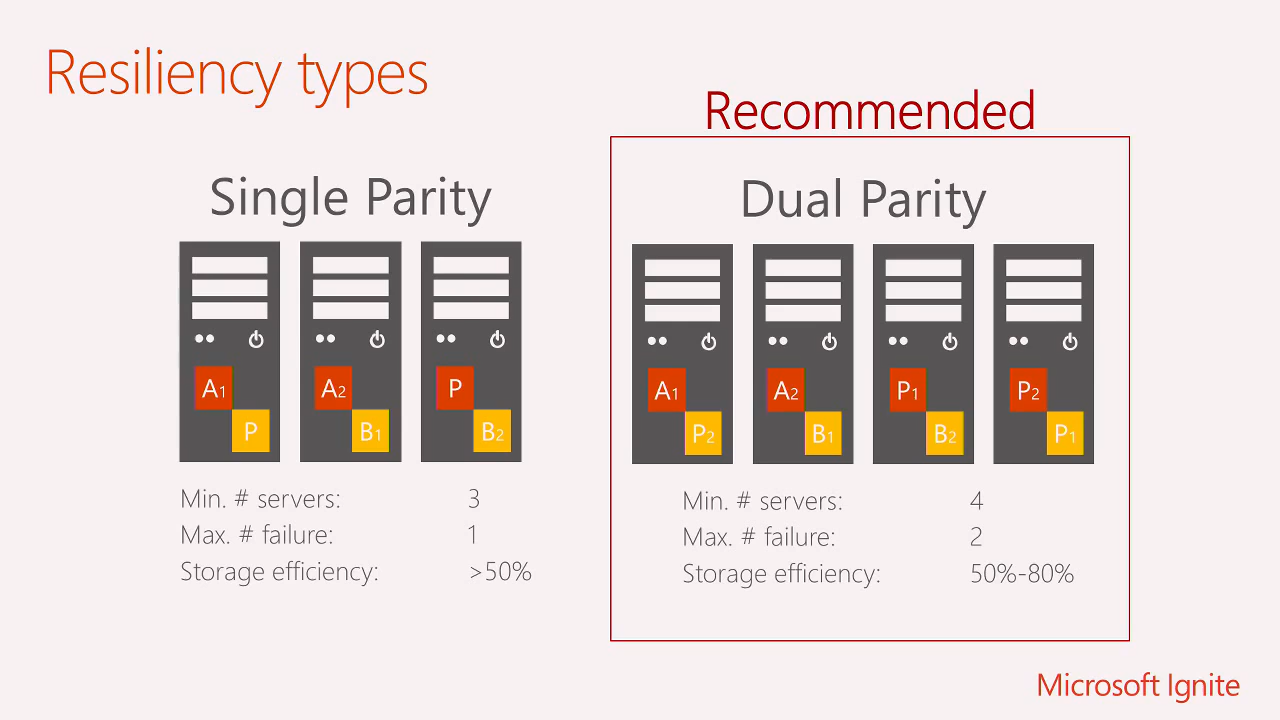 Resiliency types
Single Parity
A1 A2 P
P B1 B2
Min. # servers: 3
Max. # failure: 1
Storage efficiency: >50%
Recommended
Dual Parity
A1 A2 P1 P2
P2 B1 B2 P1
Min. # servers: 4
Max. # failure: 2
Storage efficiency: 50%-80%
Microsoft Ignite